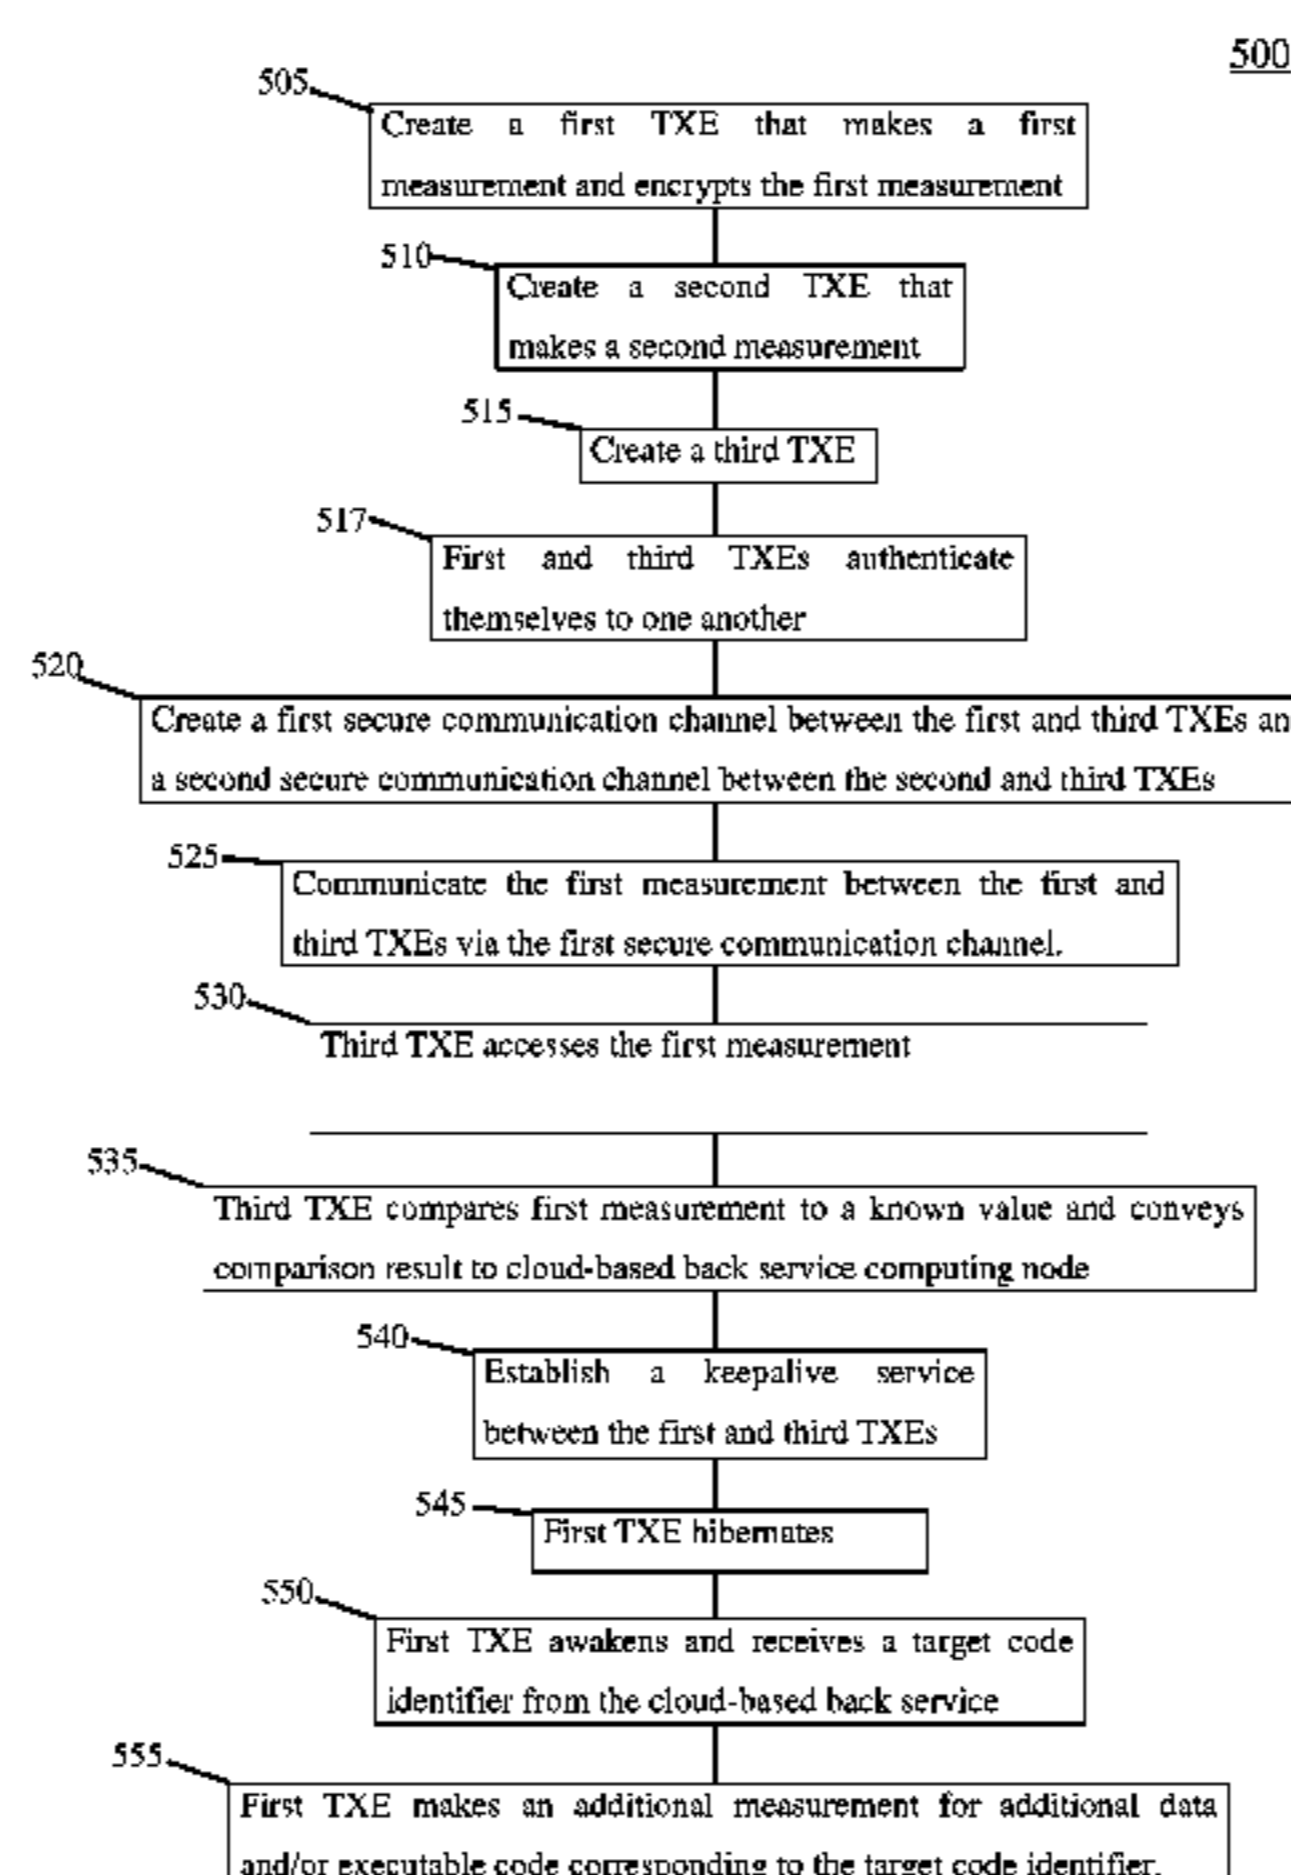 500
505
Create a first TXE that makes a first
measurement and encrypts the first measurement
510
Create a second TXE that
makes a second measurement
515
Create a third TXE
517
First and third TXEs authenticate
themselves to one another
520
Create a first secure communication channel between the first and third TXEs an
a second secure communication channel between the second and third TXEs
525
Communicate the first measurement between the first and
third TXEs via the first secure communication channel.
530
Third TXE accesses the first measurement
535
Third TXE compares first measurement to a known value and conveys
comparison result to cloud-based back service computing node
540
Establish a keepalive service
between the first and third TXEs
545
First TXE hibernates
550
First TXE awakens and receives a target code
identifier from the cloud-based back service
555
First TXE makes an additional measurement for additional data
and/or executable code corresponding to the target code identifier.